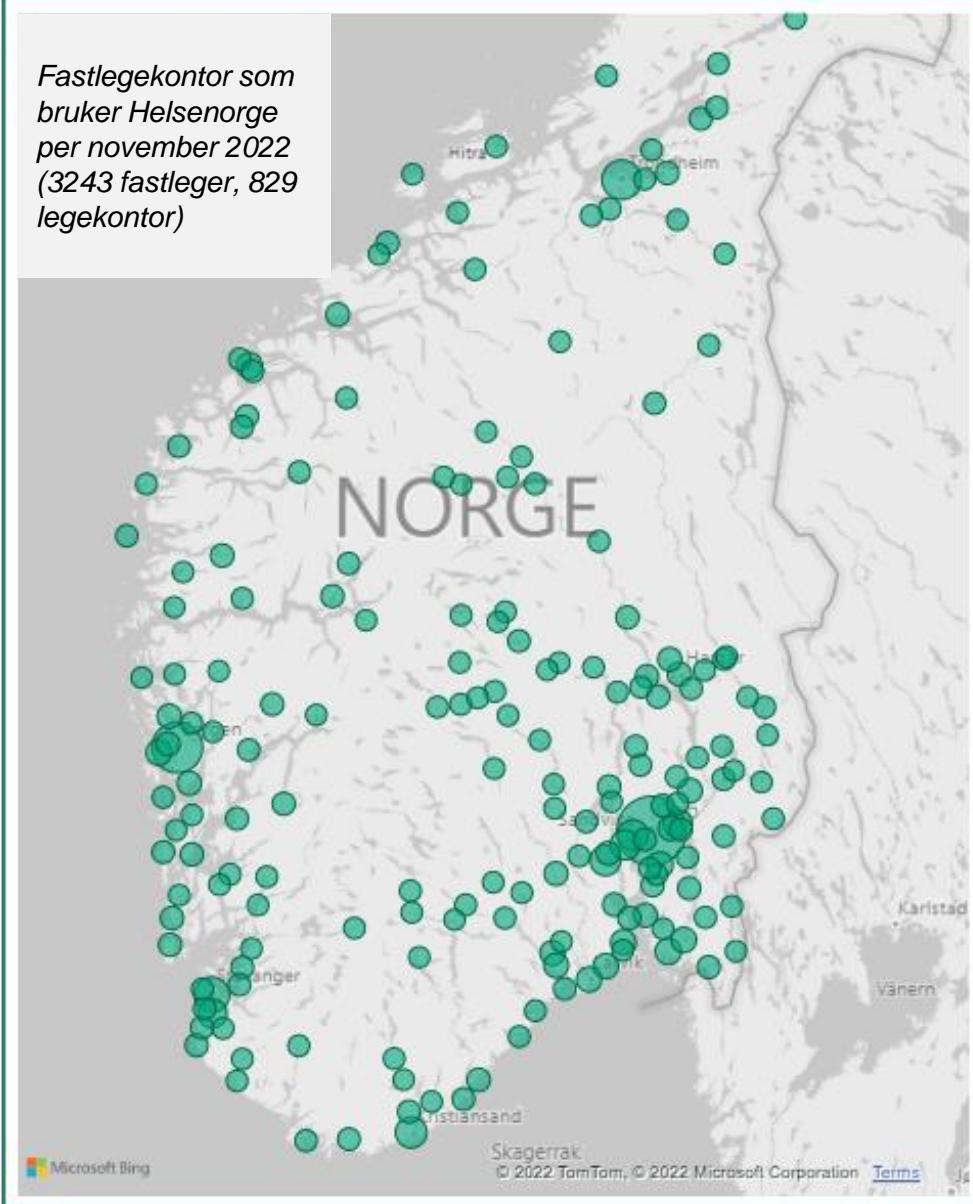 Fastlegekontor som
bruker Helsenorge
per november 2022
(3243 fastleger, 829
legekontor)
Hitra
NORGE
Karlstad
Vänern
Skagerrak
Microsoft Bing
© 2022 TomTom, © 2022 Microsoft Corporation Terms